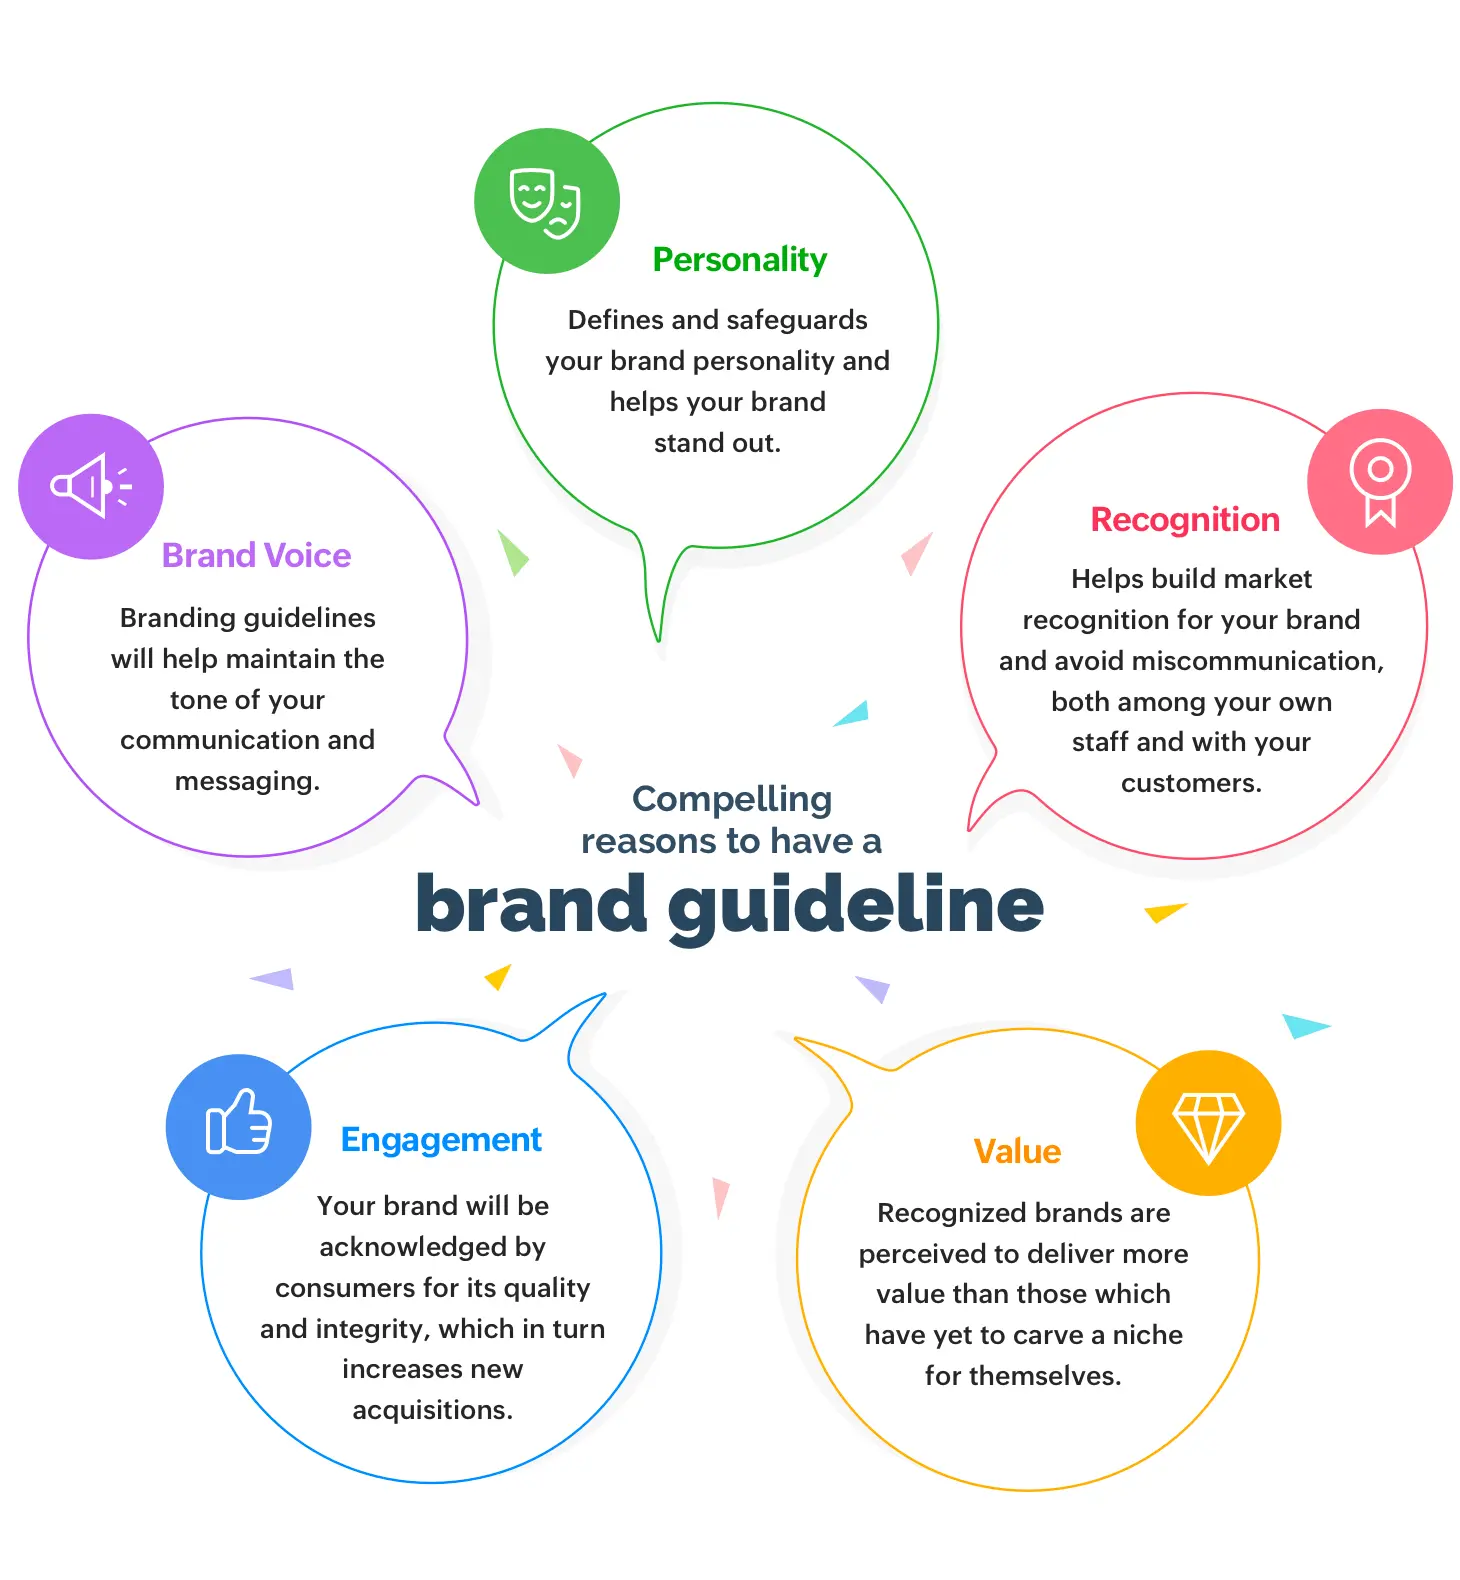 Personality
Defines and safeguards
your brand personality and
helps your brand
stand out.
Brand Voice
Branding guidelines
will help maintain the
tone of your
communication and
messaging.
Recognition
Helps build market
recognition for your brand
and avoid miscommunication,
both among your own
staff and with your
customers.
Compelling
reasons to have a
brand guideline
Engagement
Your brand will be
acknowledged by
consumers for its quality
and integrity, which in turn
increases new
acquisitions.
Value
Recognized brands are
perceived to deliver more
value than those which
have yet to carve a niche
for themselves.